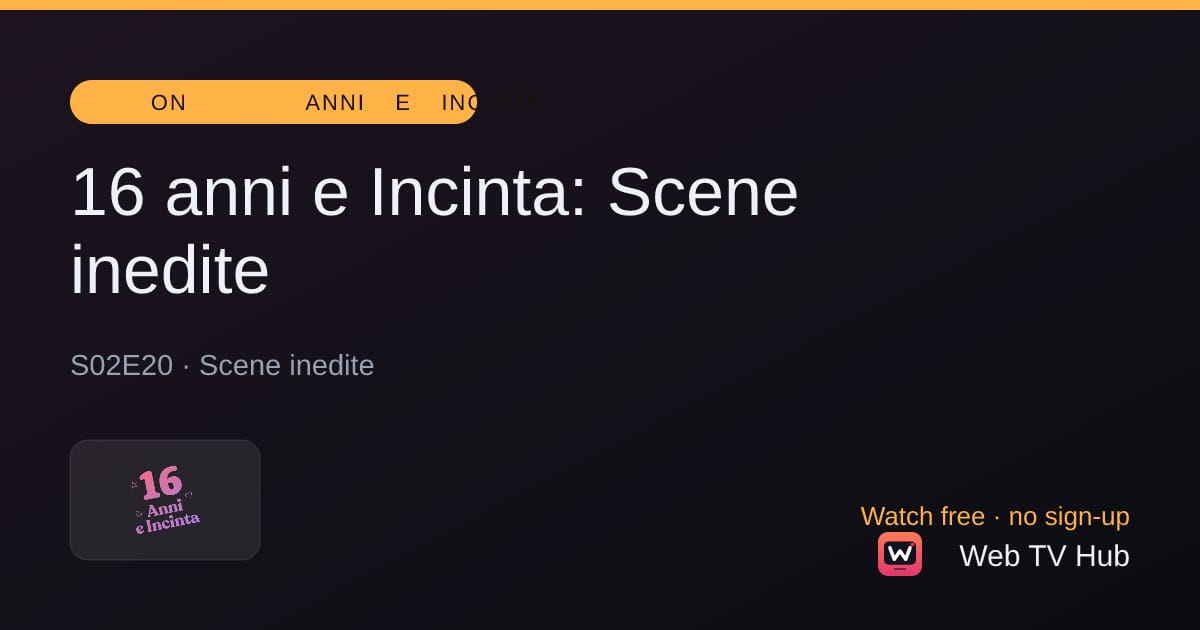 ON ANNI E INCINTA
16 anni e Incinta: Scene
inedite
S02E20 · Scene inedite
16
Anni
e Incinta
Watch free · no sign-up
W
Web TV Hub